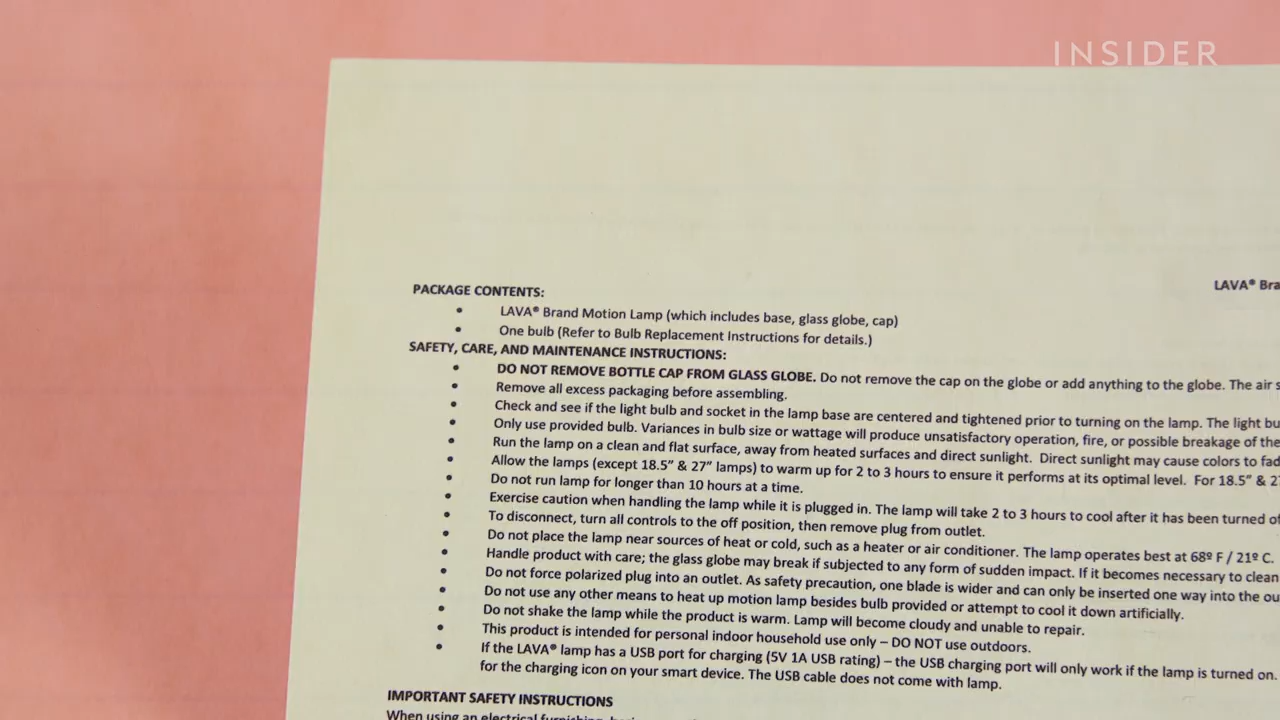 INSIDER
LAVA® Bra
PACKAGE CONTENTS:
• LAVA® Brand Motion Lamp (which includes base, glass globe, cap)
• One bulb (Refer to Bulb Replacement Instructions for details.)
SAFETY, CARE, AND MAINTENANCE INSTRUCTIONS:
• DO NOT REMOVE BOTTLE CAP FROM GLASS GLOBE. Do not remove the cap on the globe or add anything to the globe. The air s
• Remove all excess packaging before assembling.
• Check and see if the light bulb and socket in the lamp base are centered and tightened prior to turning on the lamp. The light bu
• Only use provided bulb. Variances in bulb size or wattage will produce unsatisfactory operation, fire, or possible breakage of the
• Run the lamp on a clean and flat surface, away from heated surfaces and direct sunlight. Direct sunlight may cause colors to fad
• Allow the lamps (except 18.5” & 27” lamps) to warm up for 2 to 3 hours to ensure it performs at its optimal level. For 18.5” & 2
• Do not run lamp for longer than 10 hours at a time.
• Exercise caution when handling the lamp while it is plugged in. The lamp will take 2 to 3 hours to cool after it has been turned of
• To disconnect, turn all controls to the off position, then remove plug from outlet.
• Do not place the lamp near sources of heat or cold, such as a heater or air conditioner. The lamp operates best at 68º F / 21º C.
• Handle product with care; the glass globe may break if subjected to any form of sudden impact. If it becomes necessary to clean
• Do not force polarized plug into an outlet. As safety precaution, one blade is wider and can only be inserted one way into the ou
• Do not use any other means to heat up motion lamp besides bulb provided or attempt to cool it down artificially.
• Do not shake the lamp while the product is warm. Lamp will become cloudy and unable to repair.
• This product is intended for personal indoor household use only – DO NOT use outdoors.
• If the LAVA® lamp has a USB port for charging (5V 1A USB rating) – the USB charging port will only work if the lamp is turned on.
for the charging icon on your smart device. The USB cable does not come with lamp.
IMPORTANT SAFETY INSTRUCTIONS
When using an electrical